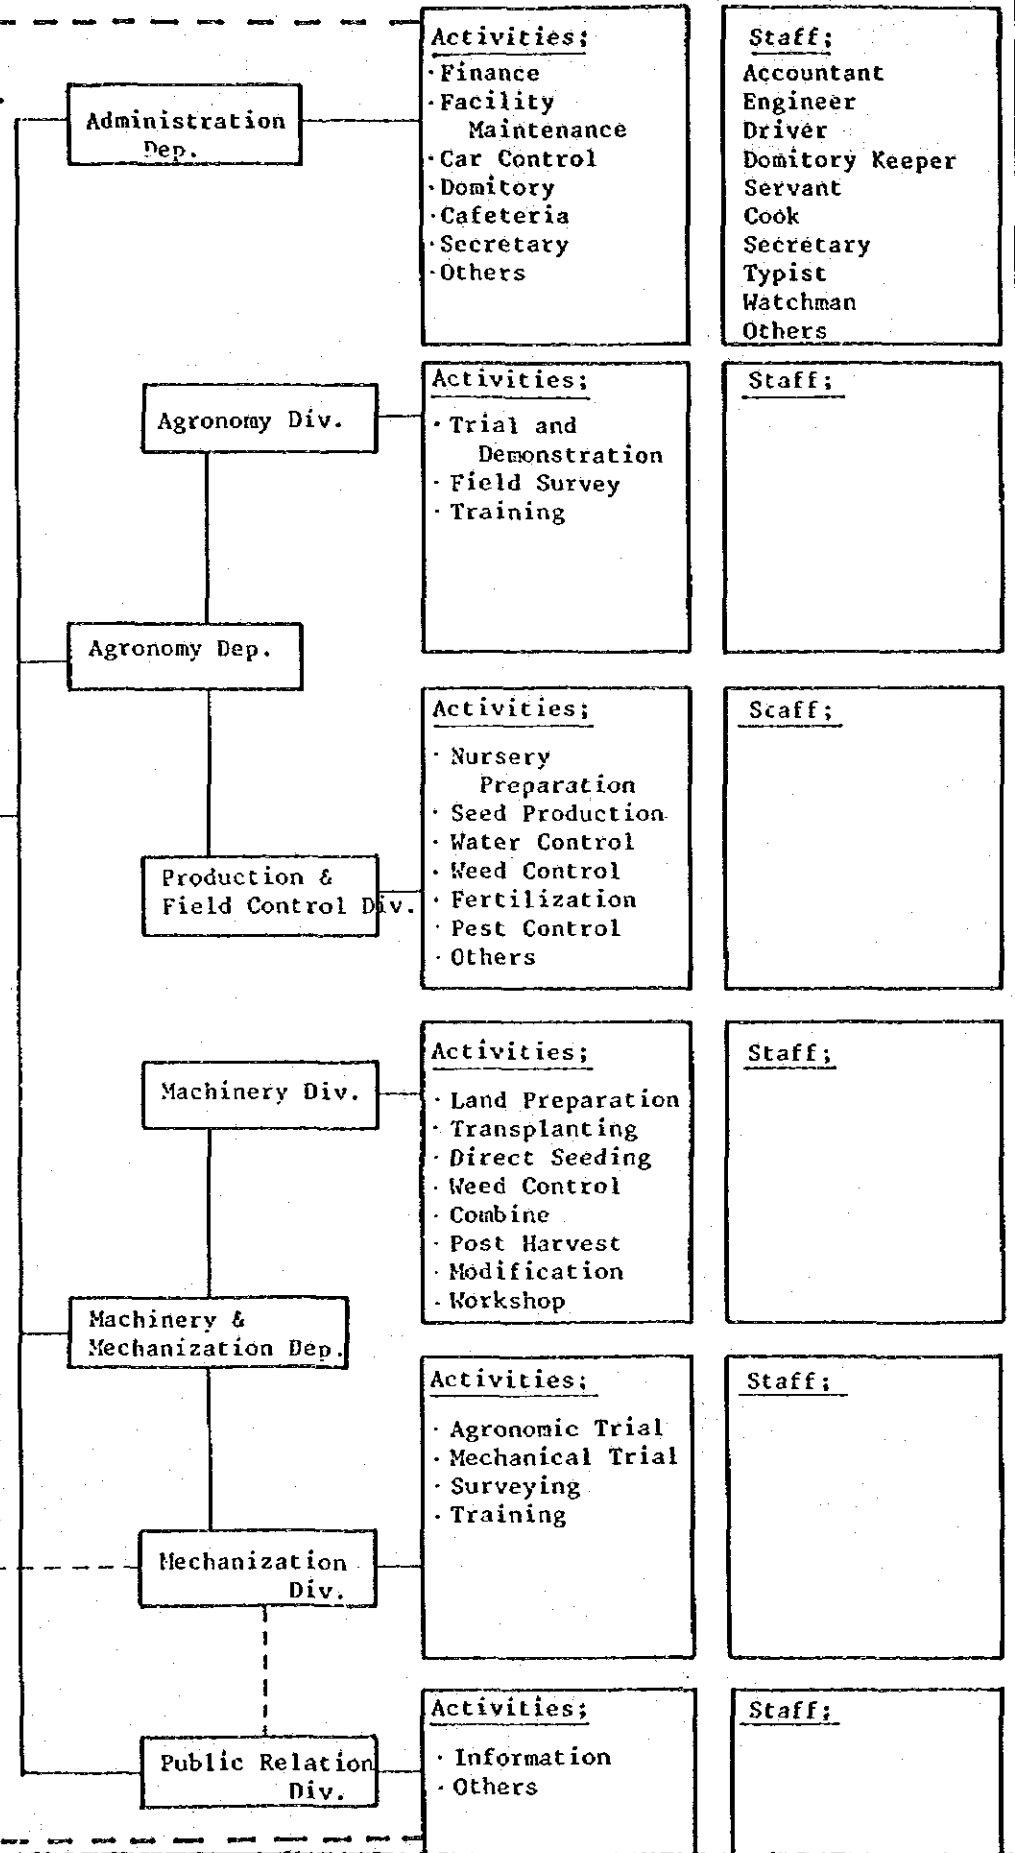 Administration
Dep.
Activities;
·Finance
·Facility
Maintenance
·Car Control
·Domitory
·Cafeteria
·Secretary
·Others
Staff;
Accountant
Engineer
Driver
Domitory Keeper
Servant
Cook
Secretary
Typist
Watchman
Others
Agronomy Div.
Activities;
· Trial and
Demonstration
· Field Survey
· Training
Staff;
Agronomy Dep.
Production &
Field Control Div.
Activities;
· Nursery
Preparation
· Seed Production
· Water Control
· Weed Control
· Fertilization
· Pest Control
· Others
Staff;
Machinery Div.
Activities;
· Land Preparation
· Transplanting
· Direct Seeding
· Weed Control
· Combine
· Post Harvest
· Modification
· Workshop
Staff;
Machinery &
Mechanization Dep.
Mechanization
Div.
Activities;
· Agronomic Trial
· Mechanical Trial
· Surveying
· Training
Staff;
Public Relation
Div.
Activities;
· Information
· Others
Staff;